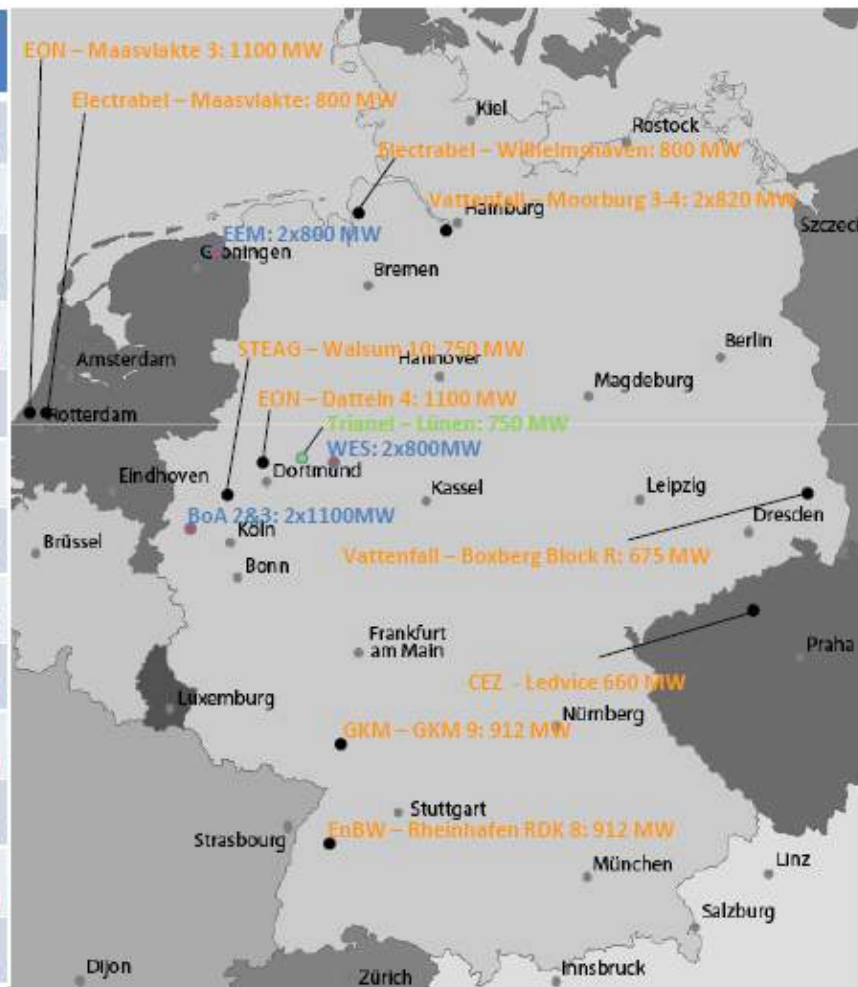 EON – Maasvlakte 3: 1100 MW
Electrabel – Maasvlakte: 800 MW
Kiel
Rostock
Electrabel – Wilhelmshaven: 800 MW
Vattenfall – Moorburg 3-4: 2x820 MW
Hamburg
Szczeci
EEM: 2x800 MW
Groningen
Bremen
Berlin
STEAG – Walsum 10: 750 MW
Hannover
Amsterdam
Magdeburg
EON – Datteln 4: 1100 MW
Rotterdam
Trianel – Lünen: 750 MW
WES: 2x800MW
Eindhoven
Dortmund
Kassel
Leipzig
BoA 2&3: 2x1100MW
Dresden
Köln
Brüssel
Vattenfall – Boxberg Block R: 675 MW
Bonn
Frankfurt
am Main
Praha
CEZ - Ledvice 660 MW
Luxemburg
Nürnberg
GKM – GKM 9: 912 MW
Stuttgart
EnBW – Rheinhafen RDK 8: 912 MW
Strasbourg
München
Linz
Salzburg
Dijon
Zürich
Innsbruck